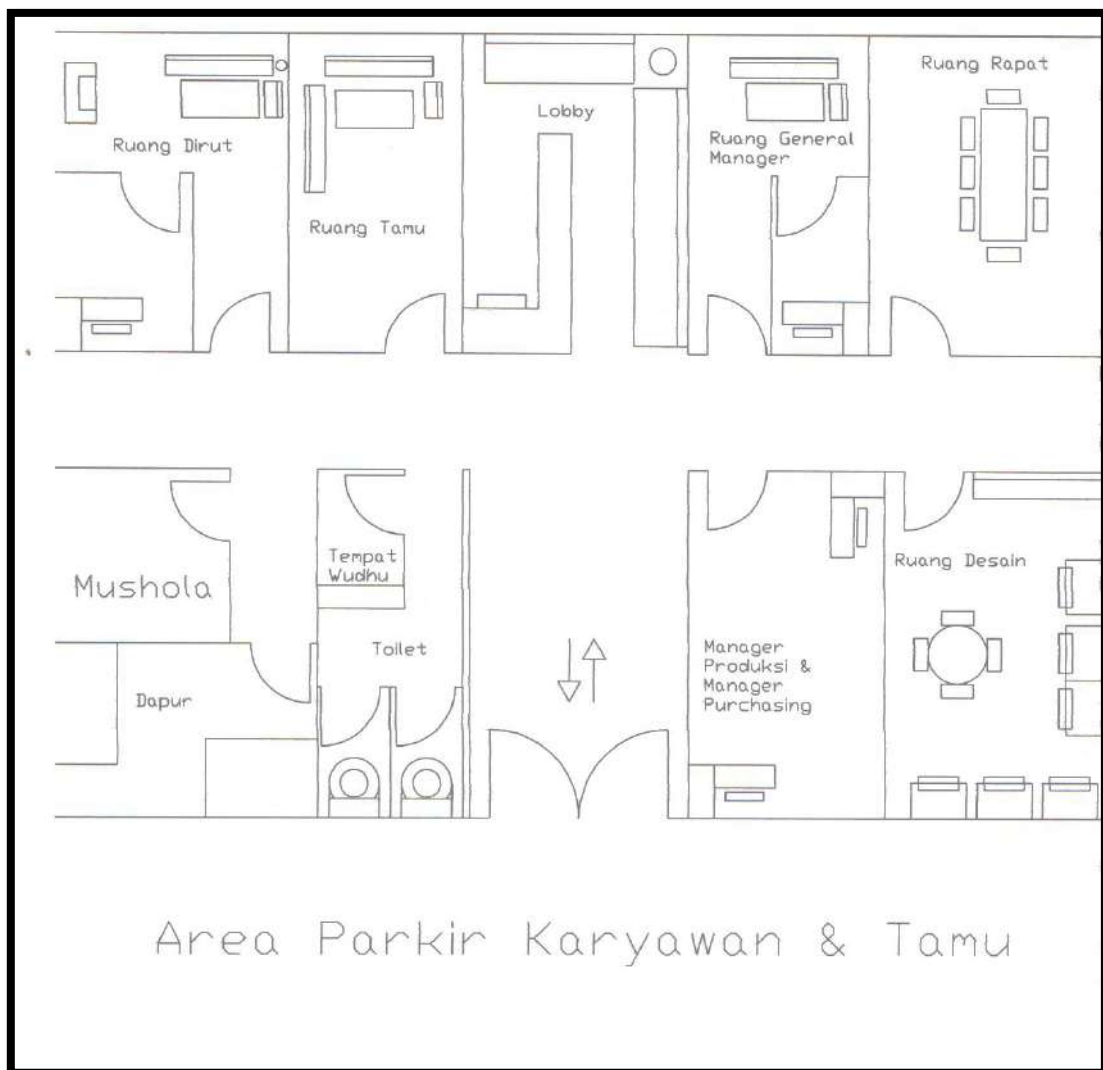 Ruang Dirut
Ruang Tamu
Lobby
Ruang General
Manager
Ruang Rapat
Mushola
Tempat
Wudhu
Toilet
Dapur
Manager
Produksi &
Manager
Purchasing
Ruang Desain
Area Parkir Karyawan & Tamu